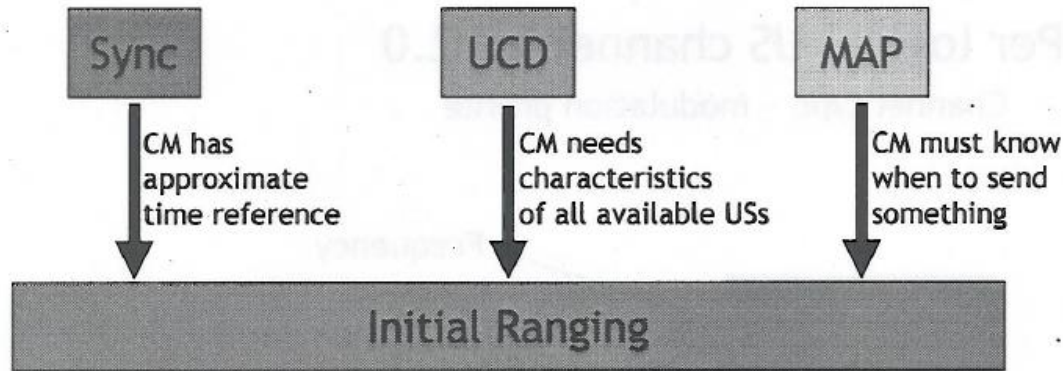 Sync
UCD
MAP
CM has
approximate
time reference
CM needs
characteristics
of all available USs
CM must know
when to send
something
Initial Ranging